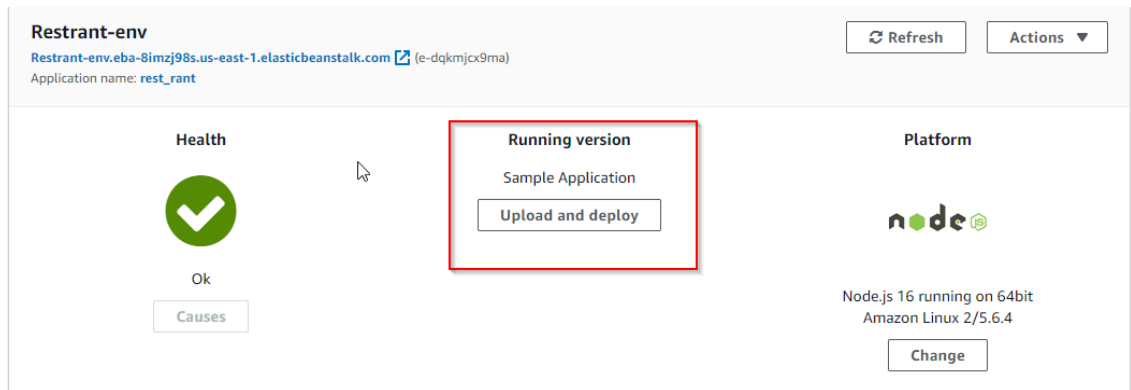 Restrant-env
Restrant-env.eba-8imzj98s.us-east-1.elasticbeanstalk.com (e-dqkmjcx9ma)
Application name: rest_rant
Refresh
Actions
Health
Ok
Causes
Running version
Sample Application
Upload and deploy
Platform
node JS
Node.js 16 running on 64bit
Amazon Linux 2/5.6.4
Change